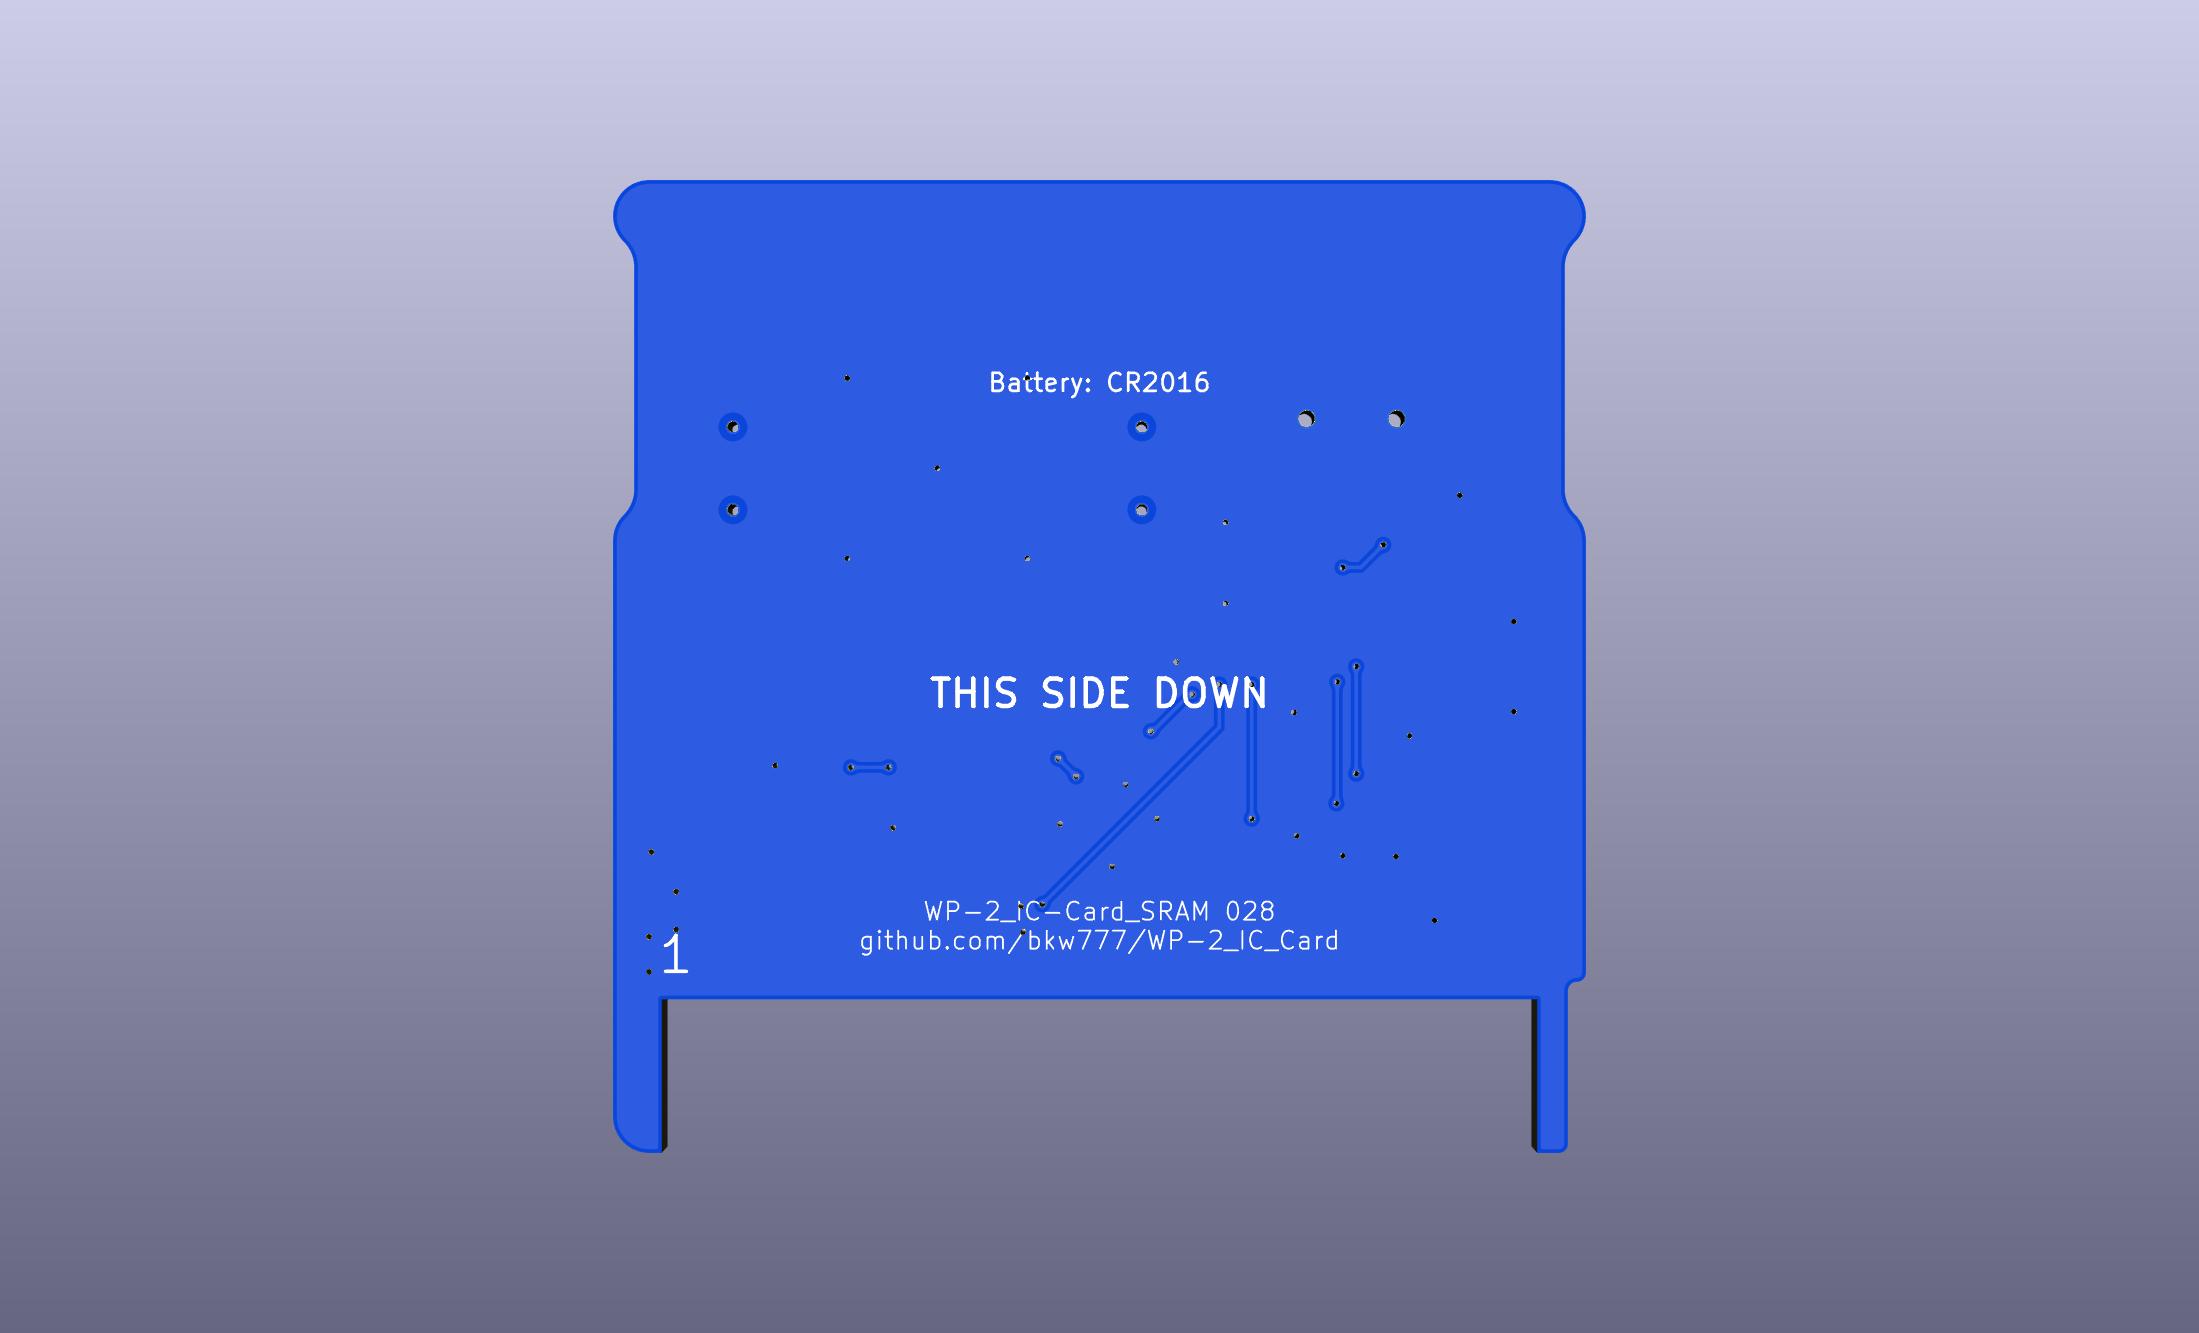 Battery: CR2016
THIS SIDE DOWN
WP-2_IC-Card_SRAM 028
github.com/bkw777/WP-2_IC_Card
1